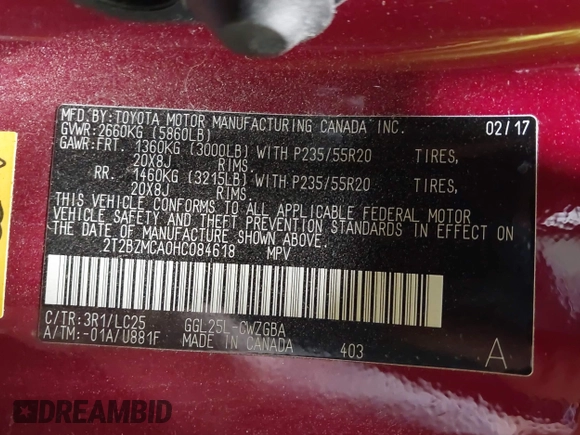 MFD.BY:TOYOTA MOTOR MANUFACTURING CANADA INC. 02/17
GVWR:2660KG (5860LB)
GAWR:FRT. 1360KG (3000LB) WITH P235/55R20 TIRES,
20X8J RIMS.
RR. 1460KG (3215LB) WITH P235/55R20 TIRES,
20X8J RIMS.
THIS VEHICLE CONFORMS TO ALL APPLICABLE FEDERAL MOTOR
VEHICLE SAFETY AND THEFT PREVENTION STANDARDS IN EFFECT ON
THE DATE OF MANUFACTURE SHOWN ABOVE.
2T2BZMCA0HC084618 MPV
C/TR:3R1/LC25 GGL25L-CWZGBA
A/TM:-01A/U881F MADE IN CANADA 403 A
DREAMBID